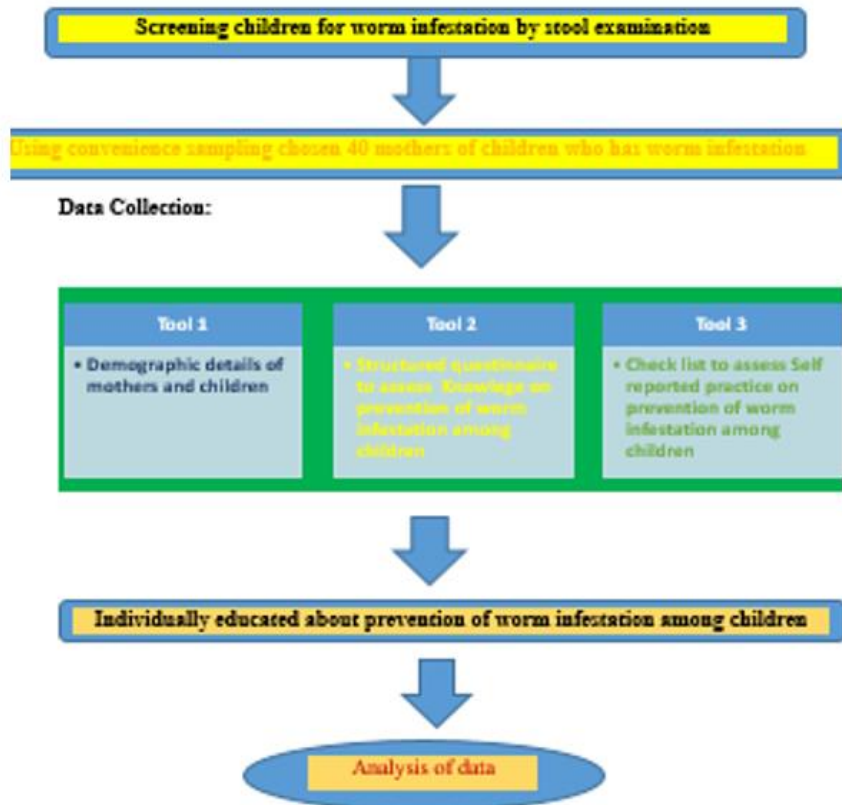 Screening children for worm infestation by stool examination
Using convenience sampling chosen 40 mothers of children who has worm infestation
Data Collection:
Tool 1
• Demographic details of
mothers and children
Tool 2
• Structured questionnaire
to assess Knowlege on
prevention of worm
infestation among
children
Tool 3
• Check list to assess Self
reported practice on
prevention of worm
infestation among
children
Individually educated about prevention of worm infestation among children
Analysis of data